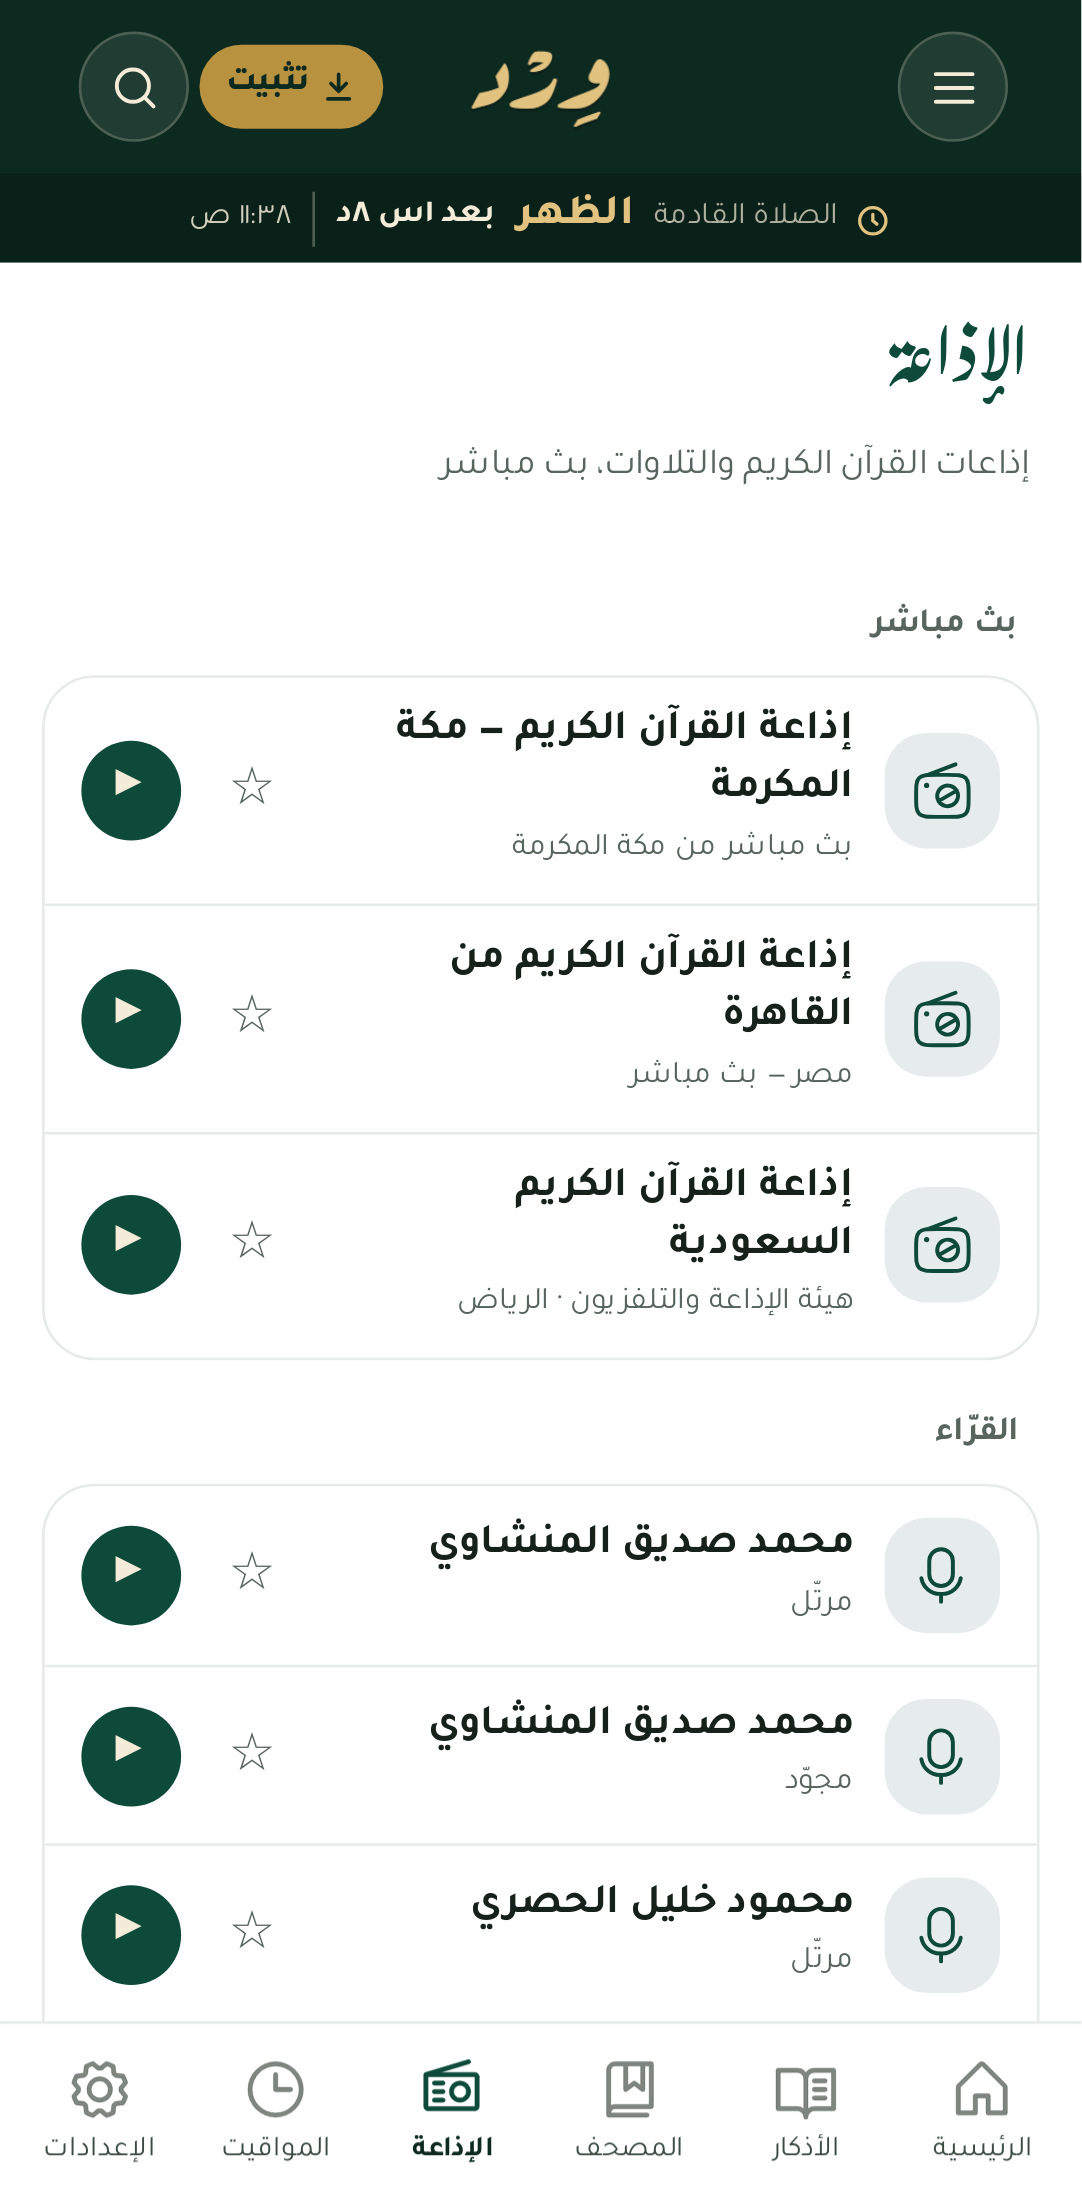 وِرْد
تثبيت
الصلاة القادمة الظهر بعد ١س ٨د ١١:٣٨ ص
الإذاعة
إذاعات القرآن الكريم والتلاوات، بث مباشر
بث مباشر
إذاعة القرآن الكريم – مكة
المكرمة
بث مباشر من مكة المكرمة
إذاعة القرآن الكريم من
القاهرة
مصر – بث مباشر
إذاعة القرآن الكريم
السعودية
هيئة الإذاعة والتلفزيون · الرياض
القرّاء
محمد صديق المنشاوي
مرتّل
محمد صديق المنشاوي
مجوّد
محمود خليل الحصري
مرتّل
الرئيسية
الأذكار
المصحف
الإذاعة
المواقيت
الإعدادات